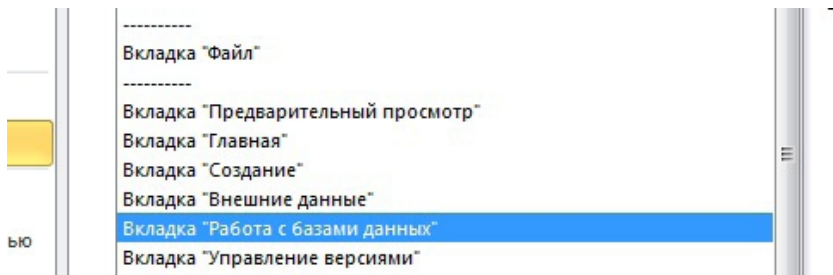 ----------
Вкладка "Файл"
----------
Вкладка "Предварительный просмотр"
Вкладка "Главная"
Вкладка "Создание"
Вкладка "Внешние данные"
Вкладка "Работа с базами данных"
ью
Вкладка "Управление версиями"